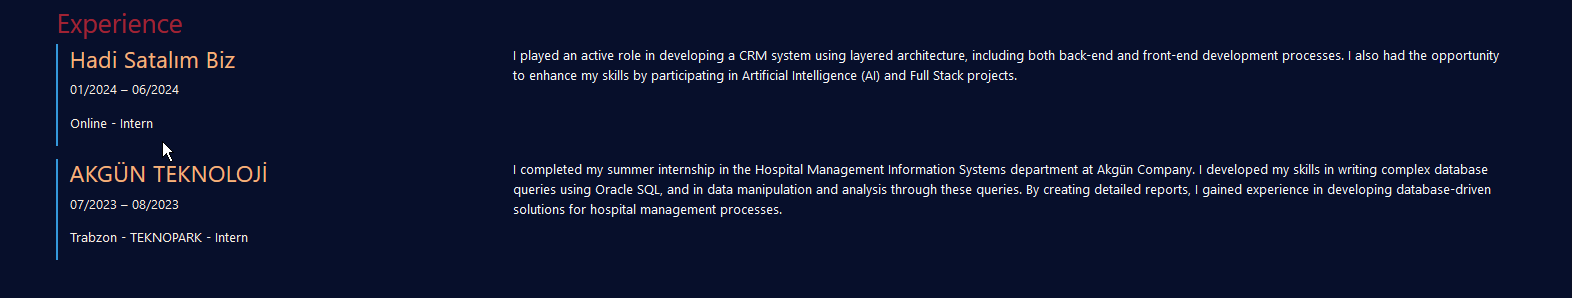 Experience
Hadi Satalım Biz
01/2024 – 06/2024
Online - Intern
I played an active role in developing a CRM system using layered architecture, including both back-end and front-end development processes. I also had the opportunity
to enhance my skills by participating in Artificial Intelligence (AI) and Full Stack projects.
AKGÜN TEKNOLOJİ
07/2023 – 08/2023
Trabzon - TEKNOPARK - Intern
I completed my summer internship in the Hospital Management Information Systems department at Akgün Company. I developed my skills in writing complex database
queries using Oracle SQL, and in data manipulation and analysis through these queries. By creating detailed reports, I gained experience in developing database-driven
solutions for hospital management processes.